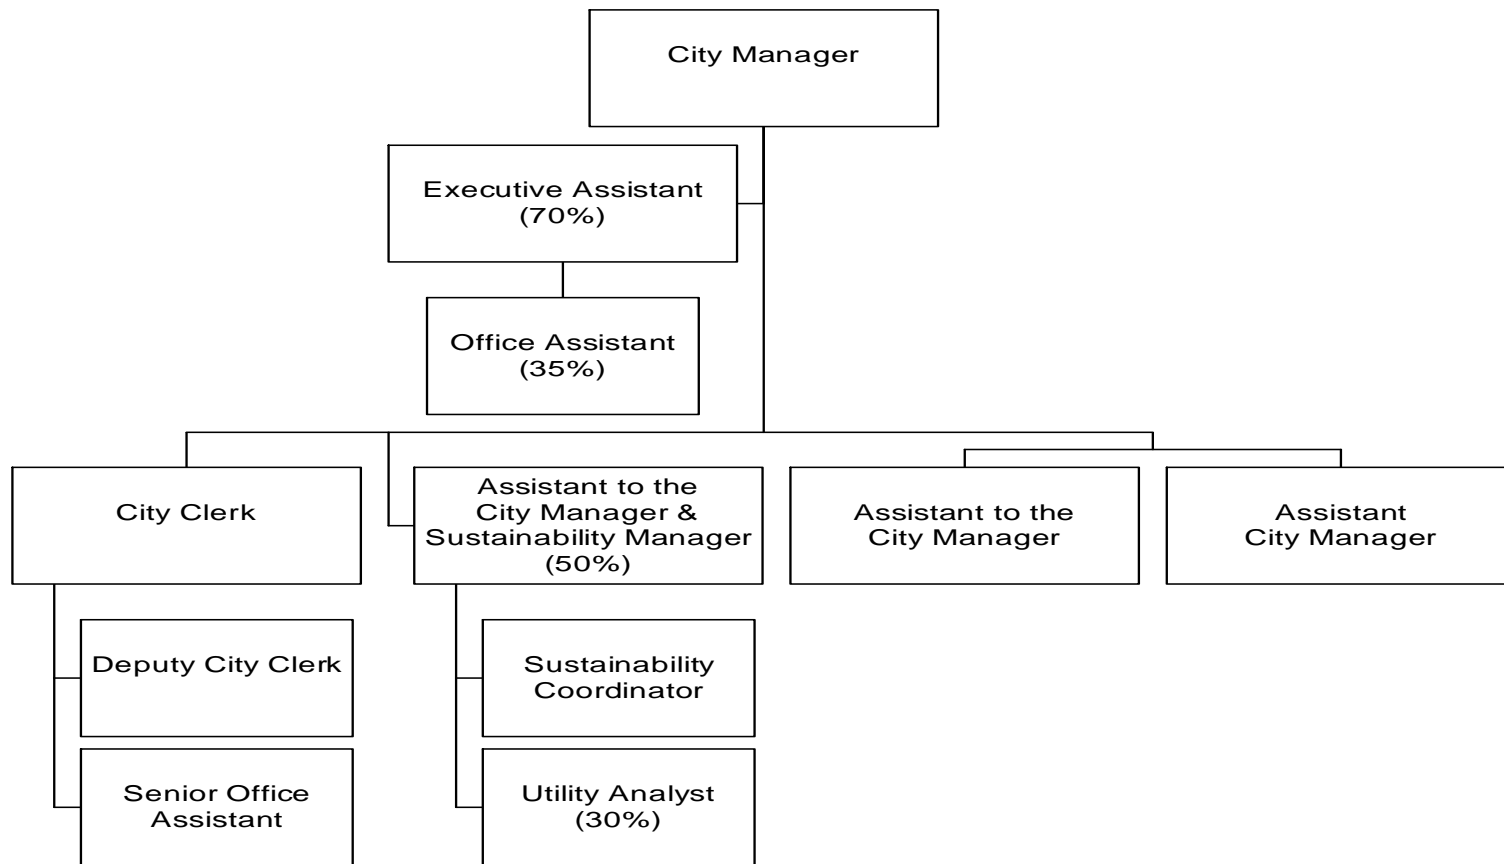 City Manager
Executive Assistant
(70%)
Office Assistant
(35%)
City Clerk
Assistant to the
City Manager &
Sustainability Manager
(50%)
Assistant to the
City Manager
Assistant
City Manager
Deputy City Clerk
Sustainability
Coordinator
Senior Office
Assistant
Utility Analyst
(30%)